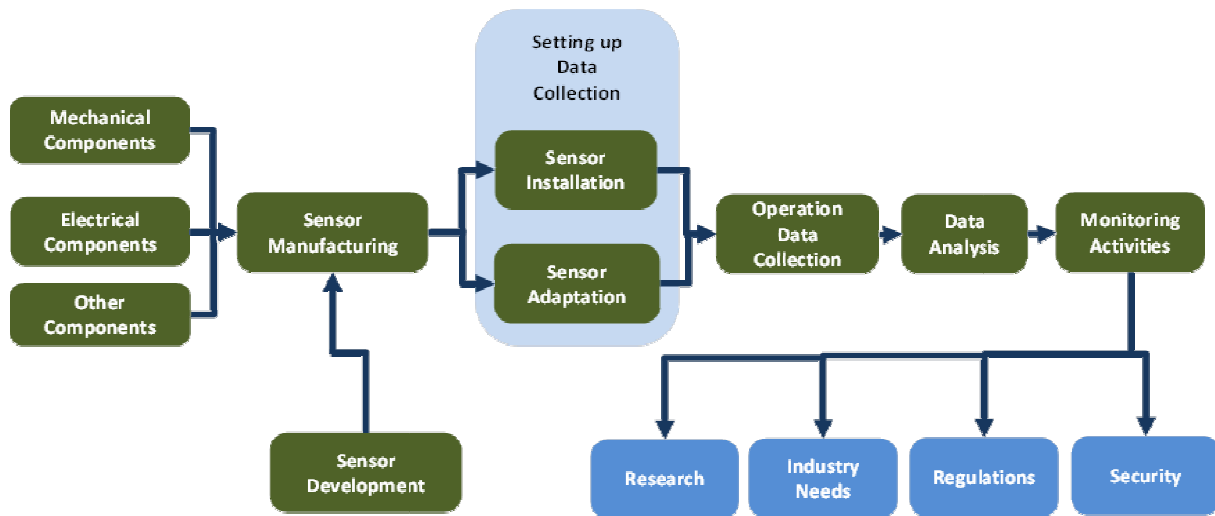 Setting up
Data
Collection
Mechanical
Components
Electrical
Components
Other
Components
Sensor
Manufacturing
Sensor
Development
Sensor
Installation
Sensor
Adaptation
Operation
Data
Collection
Data
Analysis
Monitoring
Activities
Research
Industry
Needs
Regulations
Security